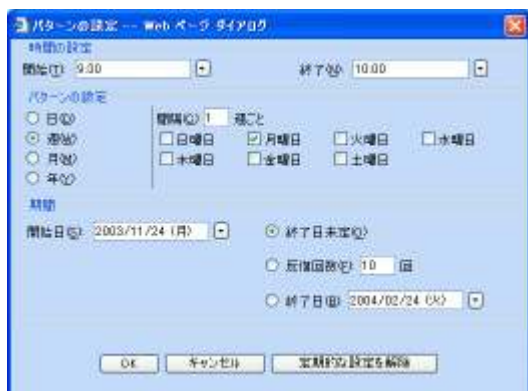 パターンの設定 -- Web ページ ダイアログ
時間の設定
開始(T): 9:00 終了(N): 10:00
パターンの設定
日(D) 間隔(C) 1 週ごと
週(W) 日曜日 月曜日 火曜日 水曜日
月(M) 木曜日 金曜日 土曜日
年(Y)
期間
開始日(S): 2003/11/24 (月) 終了日未定(O)
反復回数(F): 10 回
終了日(B): 2004/02/24 (火)
OK キャンセル 定期的な設定を解除